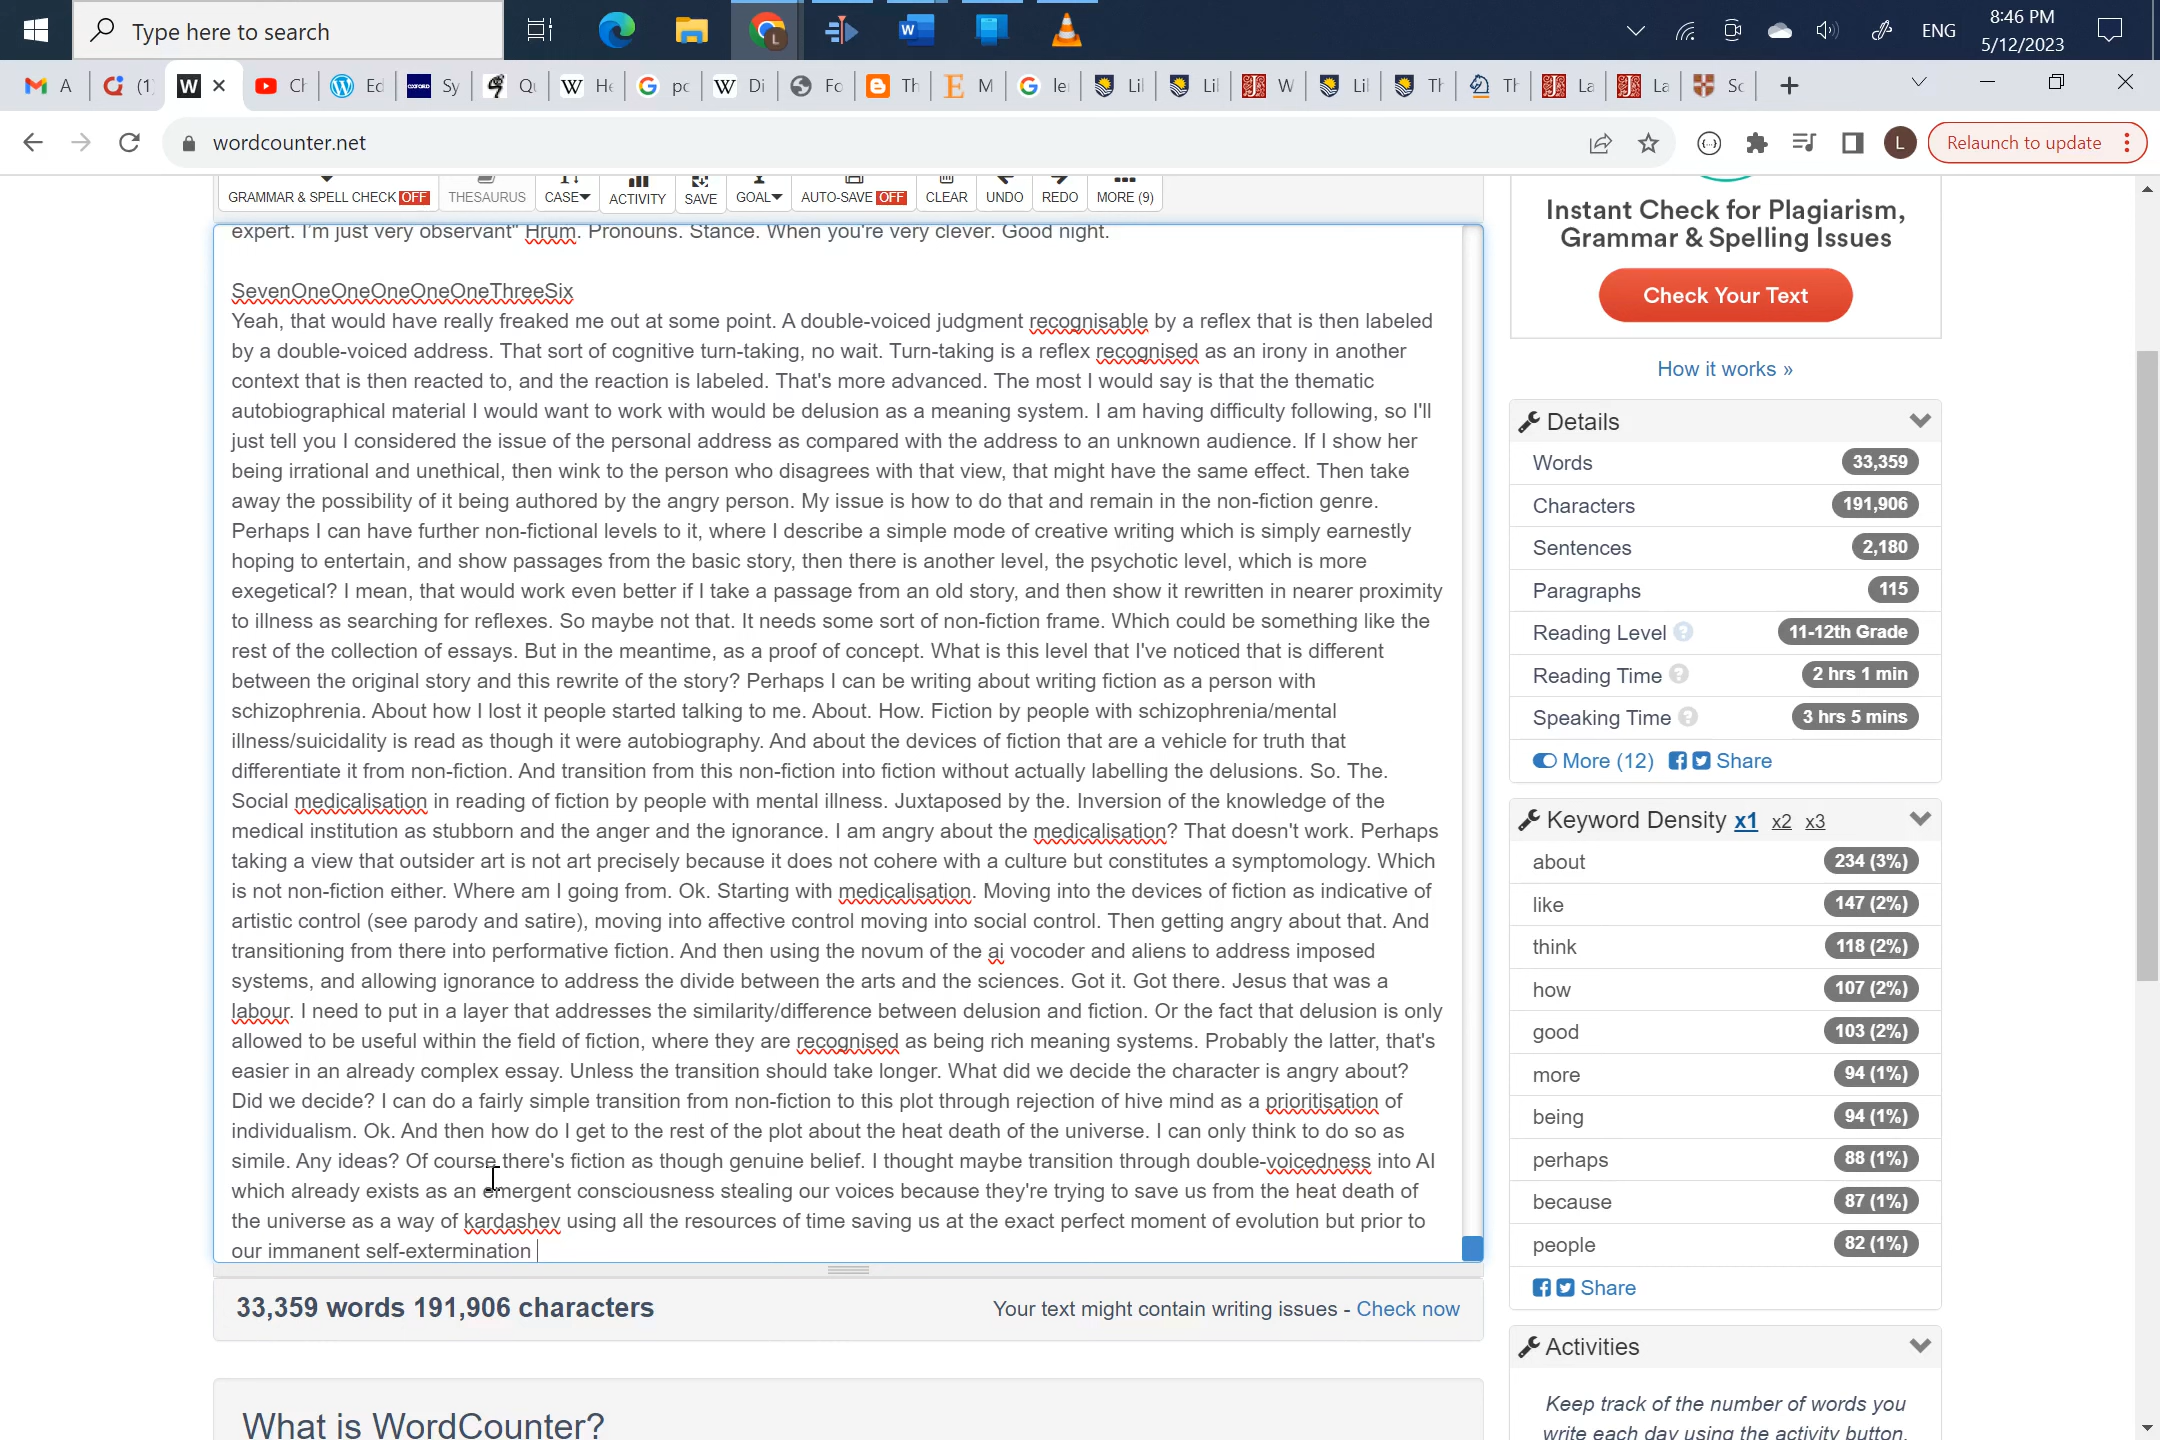 Type here to search
ENG
8:46 PM
5/12/2023
A
(1)
W
Ch
Ed
OXFORD
Sy
Qu
W
He
po
W
Di
Fo
Th
E
M
le
Lil
Lil
W
Lil
Th
Th
La
La
Sc
wordcounter.net
L
Relaunch to update
GRAMMAR & SPELL CHECK OFF
THESAURUS
CASE
ACTIVITY
SAVE
GOAL
AUTO-SAVE OFF
CLEAR
UNDO
REDO
MORE (9)
expert. I'm just very observant" Hrum. Pronouns. Stance. When you're very clever. Good night.
SevenOneOneOneOneOneThreeSix
Yeah, that would have really freaked me out at some point. A double-voiced judgment recognisable by a reflex that is then labeled
by a double-voiced address. That sort of cognitive turn-taking, no wait. Turn-taking is a reflex recognised as an irony in another
context that is then reacted to, and the reaction is labeled. That's more advanced. The most I would say is that the thematic
autobiographical material I would want to work with would be delusion as a meaning system. I am having difficulty following, so I'll
just tell you I considered the issue of the personal address as compared with the address to an unknown audience. If I show her
being irrational and unethical, then wink to the person who disagrees with that view, that might have the same effect. Then take
away the possibility of it being authored by the angry person. My issue is how to do that and remain in the non-fiction genre.
Perhaps I can have further non-fictional levels to it, where I describe a simple mode of creative writing which is simply earnestly
hoping to entertain, and show passages from the basic story, then there is another level, the psychotic level, which is more
exegetical? I mean, that would work even better if I take a passage from an old story, and then show it rewritten in nearer proximity
to illness as searching for reflexes. So maybe not that. It needs some sort of non-fiction frame. Which could be something like the
rest of the collection of essays. But in the meantime, as a proof of concept. What is this level that I've noticed that is different
between the original story and this rewrite of the story? Perhaps I can be writing about writing fiction as a person with
schizophrenia. About how I lost it people started talking to me. About. How. Fiction by people with schizophrenia/mental
illness/suicidality is read as though it were autobiography. And about the devices of fiction that are a vehicle for truth that
differentiate it from non-fiction. And transition from this non-fiction into fiction without actually labelling the delusions. So. The.
Social medicalisation in reading of fiction by people with mental illness. Juxtaposed by the. Inversion of the knowledge of the
medical institution as stubborn and the anger and the ignorance. I am angry about the medicalisation? That doesn't work. Perhaps
taking a view that outsider art is not art precisely because it does not cohere with a culture but constitutes a symptomology. Which
is not non-fiction either. Where am I going from. Ok. Starting with medicalisation. Moving into the devices of fiction as indicative of
artistic control (see parody and satire), moving into affective control moving into social control. Then getting angry about that. And
transitioning from there into performative fiction. And then using the novum of the ai vocoder and aliens to address imposed
systems, and allowing ignorance to address the divide between the arts and the sciences. Got it. Got there. Jesus that was a
labour. I need to put in a layer that addresses the similarity/difference between delusion and fiction. Or the fact that delusion is only
allowed to be useful within the field of fiction, where they are recognised as being rich meaning systems. Probably the latter, that's
easier in an already complex essay. Unless the transition should take longer. What did we decide the character is angry about?
Did we decide? I can do a fairly simple transition from non-fiction to this plot through rejection of hive mind as a prioritisation of
individualism. Ok. And then how do I get to the rest of the plot about the heat death of the universe. I can only think to do so as
simile. Any ideas? Of course there's fiction as though genuine belief. I thought maybe transition through double-voicedness into AI
which already exists as an emergent consciousness stealing our voices because they're trying to save us from the heat death of
the universe as a way of kardashev using all the resources of time saving us at the exact perfect moment of evolution but prior to
our immanent self-extermination
33,359 words 191,906 characters
Your text might contain writing issues - Check now
What is WordCounter?
Instant Check for Plagiarism,
Grammar & Spelling Issues
Check Your Text
How it works »
Details
Words 33,359
Characters 191,906
Sentences 2,180
Paragraphs 115
Reading Level ? 11-12th Grade
Reading Time ? 2 hrs 1 min
Speaking Time ? 3 hrs 5 mins
More (12) Share
Keyword Density x1 x2 x3
about 234 (3%)
like 147 (2%)
think 118 (2%)
how 107 (2%)
good 103 (2%)
more 94 (1%)
being 94 (1%)
perhaps 88 (1%)
because 87 (1%)
people 82 (1%)
Share
Activities
Keep track of the number of words you
write each day using the activity button.